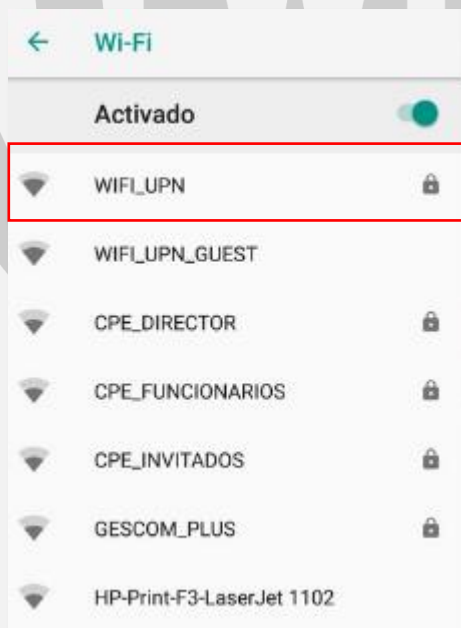 Wi-Fi
Activado
WIFI_UPN
WIFI_UPN_GUEST
CPE_DIRECTOR
CPE_FUNCIONARIOS
CPE_INVITADOS
GESCOM_PLUS
HP-Print-F3-LaserJet 1102